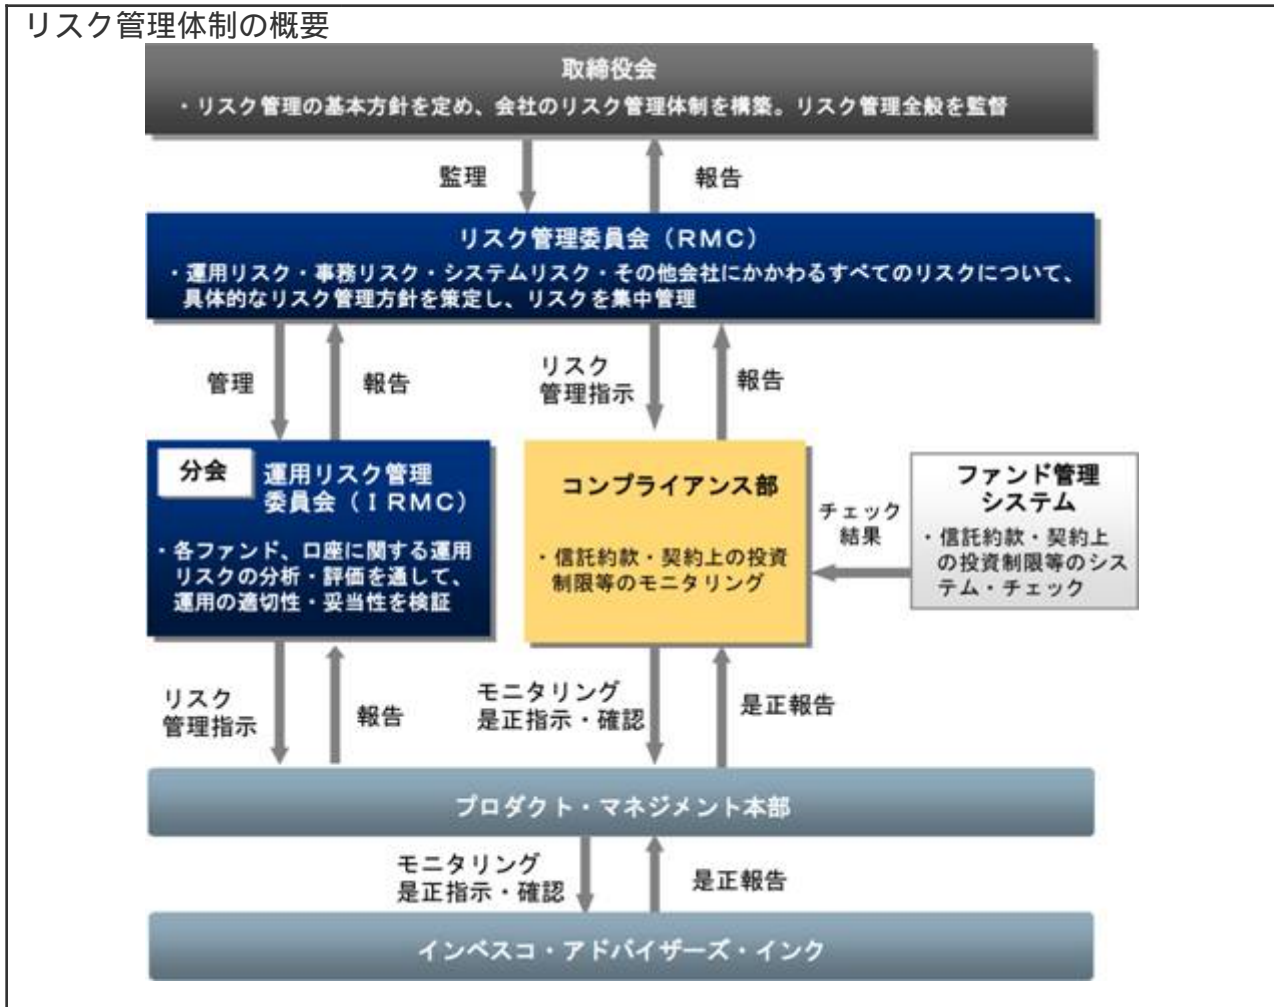 リスク管理体制の概要
取締役会
・リスク管理の基本方針を定め、会社のリスク管理体制を構築。リスク管理全般を監督
監理
報告
リスク管理委員会（ＲＭＣ）
・運用リスク・事務リスク・システムリスク・その他会社にかかわるすべてのリスクについて、
具体的なリスク管理方針を策定し、リスクを集中管理
管理
報告
リスク
管理指示
報告
分会
運用リスク管理
委員会（ＩＲＭＣ）
・各ファンド、口座に関する運用
リスクの分析・評価を通して、
運用の適切性・妥当性を検証
コンプライアンス部
・信託約款・契約上の投資
制限等のモニタリング
チェック
結果
ファンド管理
システム
・信託約款・契約上
の投資制限等のシス
テム・チェック
リスク
管理指示
報告
モニタリング
是正指示・確認
是正報告
プロダクト・マネジメント本部
モニタリング
是正指示・確認
是正報告
インベスコ・アドバイザーズ・インク